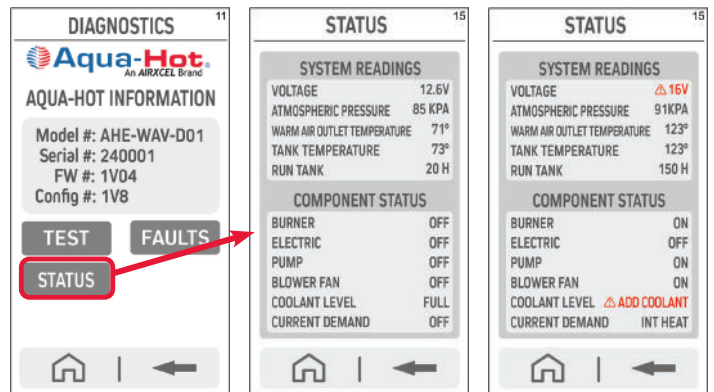 DIAGNOSTICS
11
Aqua-Hot.
An AIRXCEL Brand
AQUA-HOT INFORMATION
Model #: AHE-WAV-D01
Serial #: 240001
FW #: 1V04
Config #: 1V8
TEST FAULTS
STATUS
STATUS
15
SYSTEM READINGS
VOLTAGE 12.6V
ATMOSPHERIC PRESSURE 85 KPA
WARM AIR OUTLET TEMPERATURE 71°
TANK TEMPERATURE 73°
RUN TANK 20 H
COMPONENT STATUS
BURNER OFF
ELECTRIC OFF
PUMP OFF
BLOWER FAN OFF
COOLANT LEVEL FULL
CURRENT DEMAND OFF
STATUS
15
SYSTEM READINGS
VOLTAGE ⚠ 16V
ATMOSPHERIC PRESSURE 91KPA
WARM AIR OUTLET TEMPERATURE 123°
TANK TEMPERATURE 123°
RUN TANK 150 H
COMPONENT STATUS
BURNER ON
ELECTRIC OFF
PUMP ON
BLOWER FAN ON
COOLANT LEVEL ⚠ ADD COOLANT
CURRENT DEMAND INT HEAT